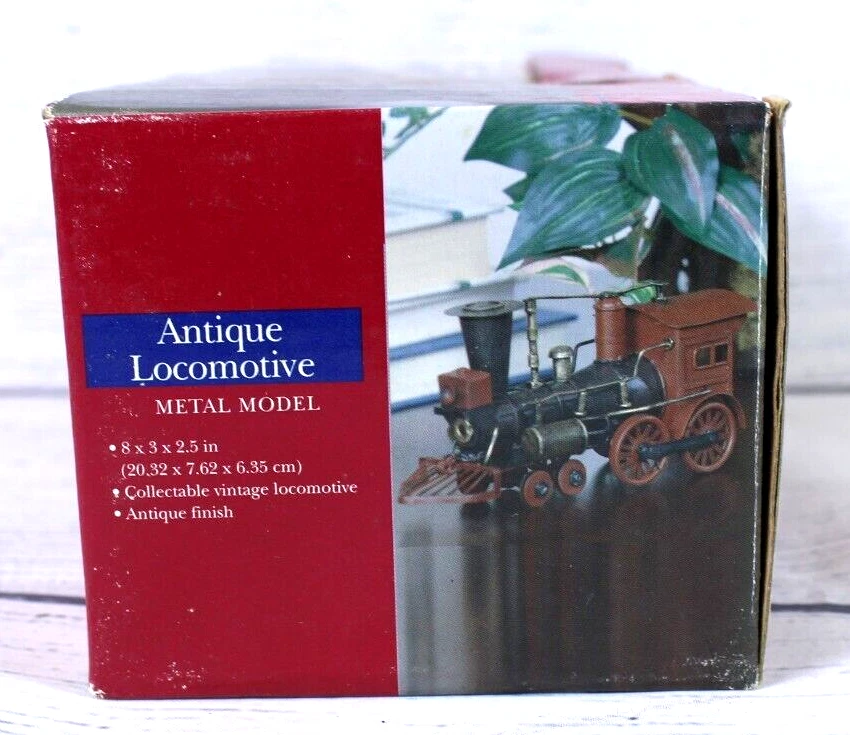 Antique
Locomotive
METAL MODEL
• 8 x 3 x 2.5 in
(20.32 x 7.62 x 6.35 cm)
• Collectable vintage locomotive
• Antique finish